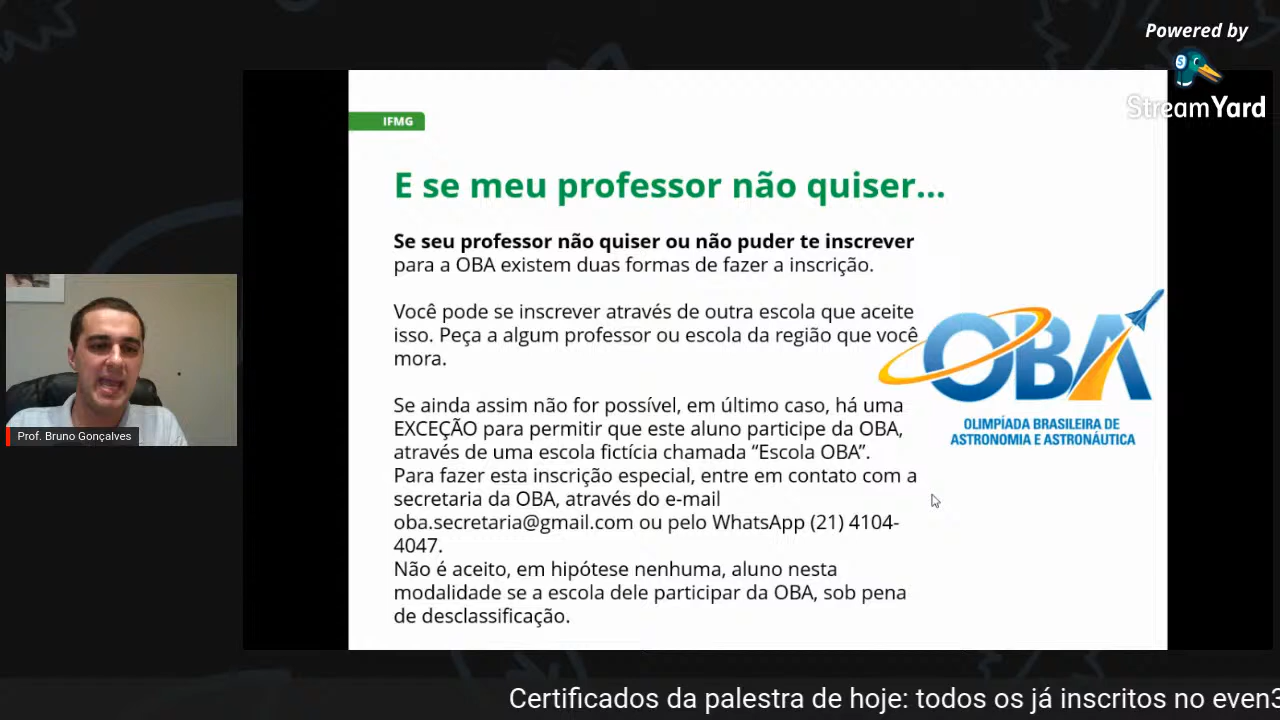 Powered by
StreamYard
IFMG
E se meu professor não quiser...
Se seu professor não quiser ou não puder te inscrever
para a OBA existem duas formas de fazer a inscrição.
Você pode se inscrever através de outra escola que aceite
isso. Peça a algum professor ou escola da região que você
mora.
Se ainda assim não for possível, em último caso, há uma
EXCEÇÃO para permitir que este aluno participe da OBA,
através de uma escola fictícia chamada “Escola OBA”.
Para fazer esta inscrição especial, entre em contato com a
secretaria da OBA, através do e-mail
oba.secretaria@gmail.com ou pelo WhatsApp (21) 4104-
4047.
Não é aceito, em hipótese nenhuma, aluno nesta
modalidade se a escola dele participar da OBA, sob pena
de desclassificação.
OBA
OLIMPÍADA BRASILEIRA DE
ASTRONOMIA E ASTRONÁUTICA
Prof. Bruno Gonçalves
Certificados da palestra de hoje: todos os já inscritos no even3